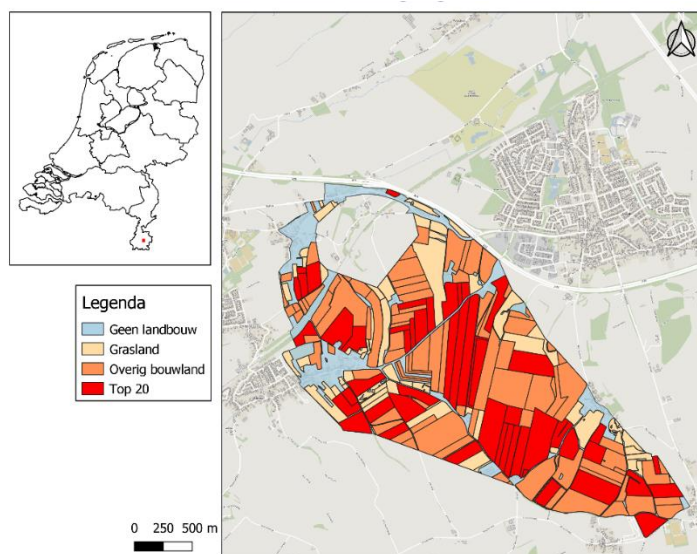 Legenda
Geen landbouw
Grasland
Overig bouwland
Top 20
0 250 500 m